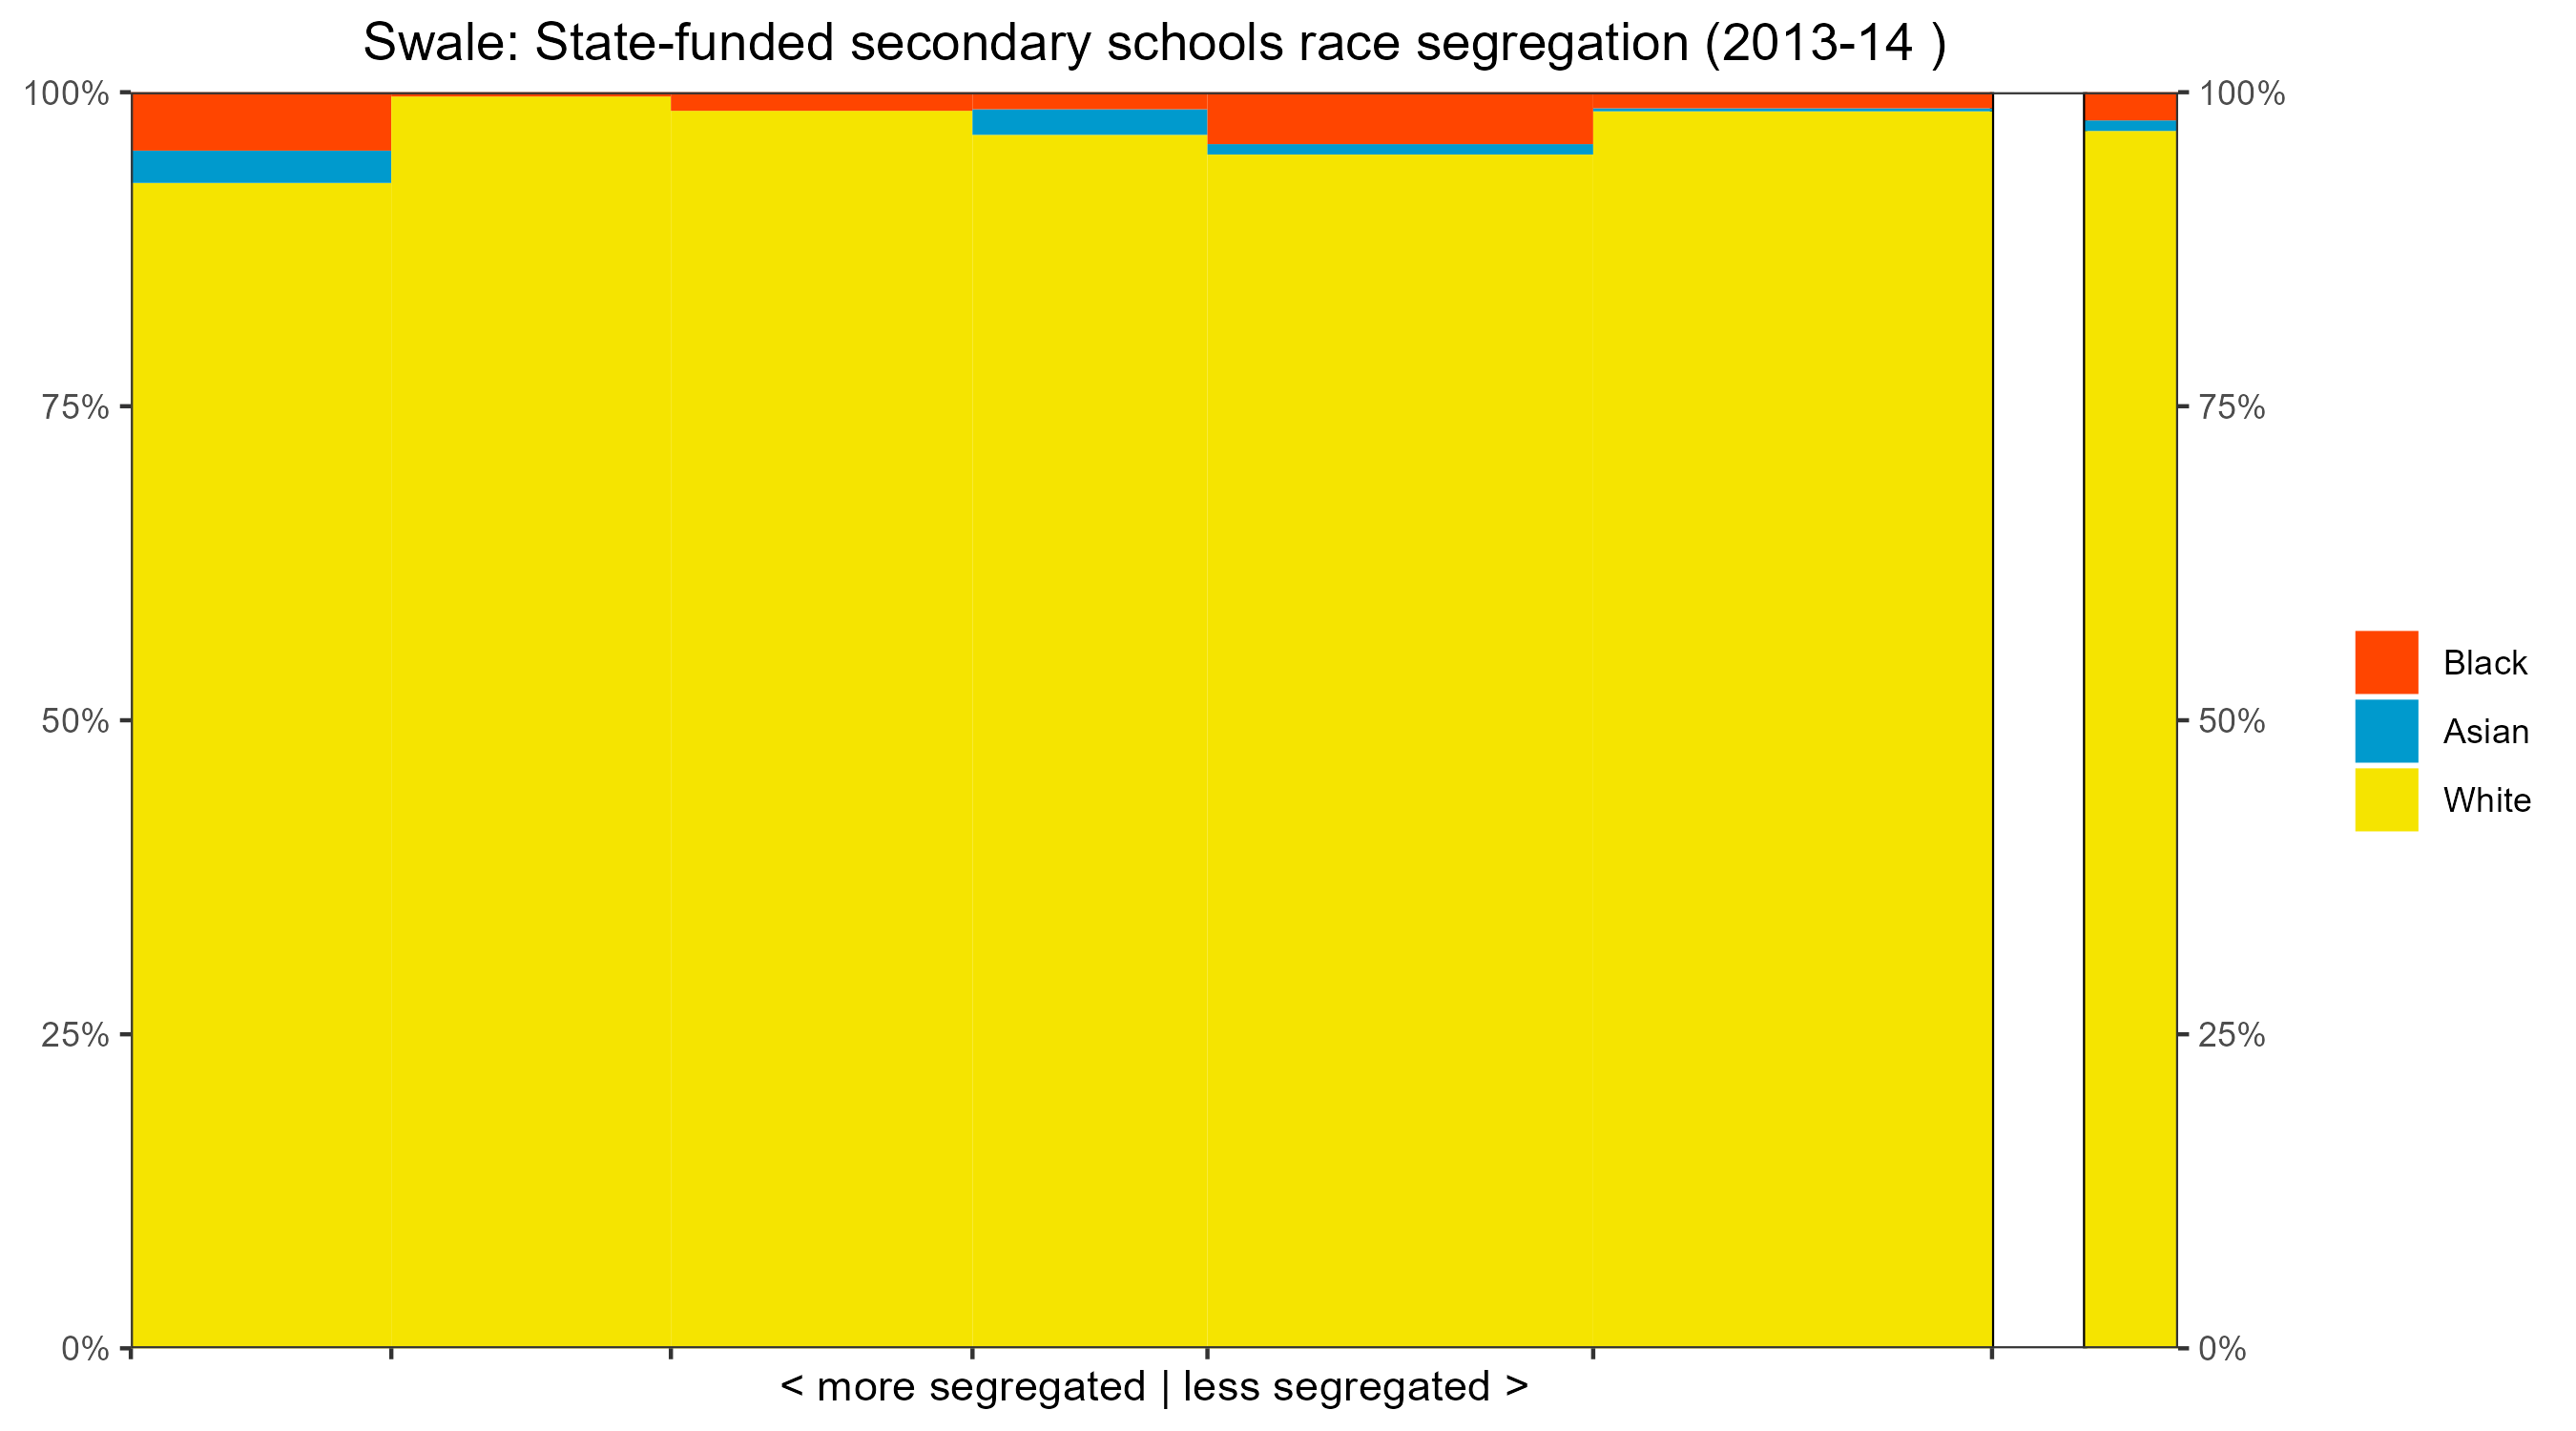 Swale: State-funded secondary schools race segregation (2013-14 )
100%
75%
50%
25%
0%
100%
75%
50%
25%
0%
Black
Asian
White
< more segregated | less segregated >